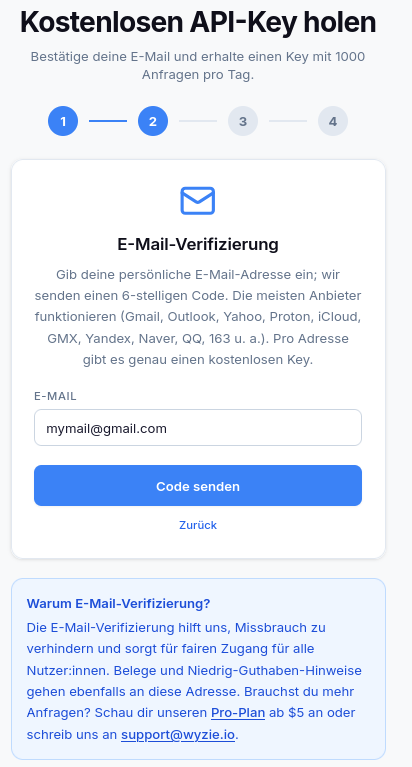 Kostenlosen API-Key holen
Bestätige deine E-Mail und erhalte einen Key mit 1000
Anfragen pro Tag.
1 2 3 4
E-Mail-Verifizierung
Gib deine persönliche E-Mail-Adresse ein; wir
senden einen 6-stelligen Code. Die meisten Anbieter
funktionieren (Gmail, Outlook, Yahoo, Proton, iCloud,
GMX, Yandex, Naver, QQ, 163 u. a.). Pro Adresse
gibt es genau einen kostenlosen Key.
E-MAIL
mymail@gmail.com
Code senden
Zurück
Warum E-Mail-Verifizierung?
Die E-Mail-Verifizierung hilft uns, Missbrauch zu
verhindern und sorgt für fairen Zugang für alle
Nutzer:innen. Belege und Niedrig-Guthaben-Hinweise
gehen ebenfalls an diese Adresse. Brauchst du mehr
Anfragen? Schau dir unseren Pro-Plan ab $5 an oder
schreib uns an support@wyzie.io.